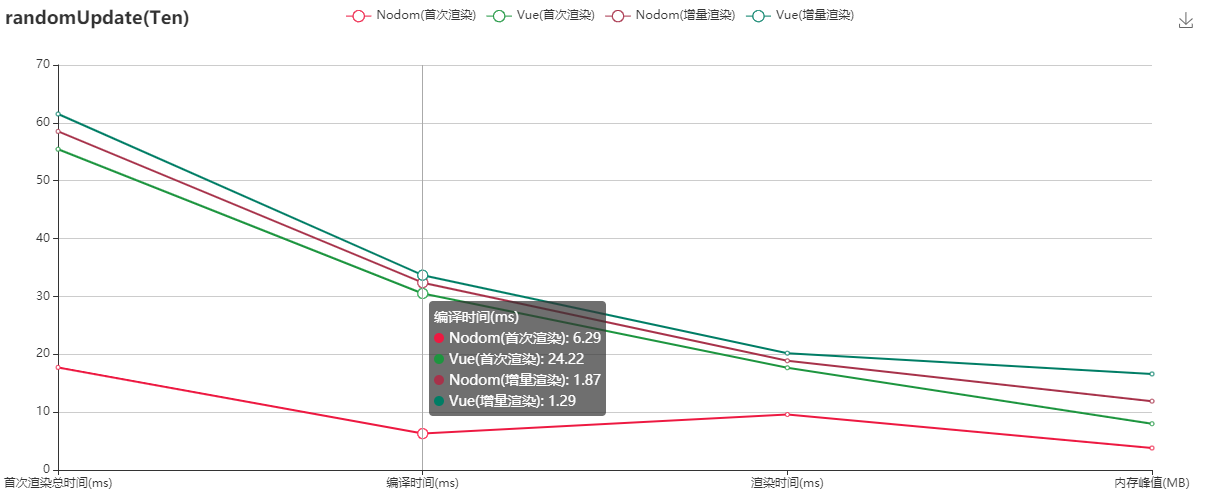 randomUpdate(Ten)
Nodom(首次渲染)
Vue(首次渲染)
Nodom(增量渲染)
Vue(增量渲染)
70
60
50
40
30
20
10
0
编译时间(ms)
Nodom(首次渲染): 6.29
Vue(首次渲染): 24.22
Nodom(增量渲染): 1.87
Vue(增量渲染): 1.29
首次渲染总时间(ms)
编译时间(ms)
渲染时间(ms)
内存峰值(MB)